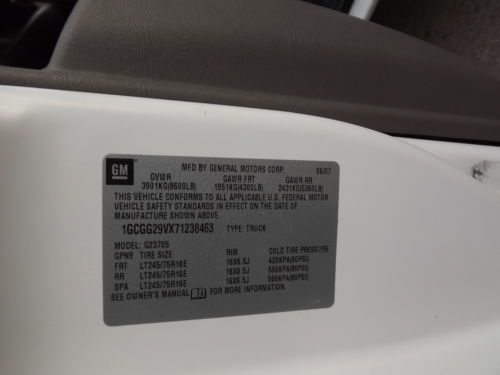 GM
MFD BY GENERAL MOTORS CORP. 06/07
GVWR GAWR FRT GAWR RR
3901KG(8600LB) 1951KG(4300LB) 2431KG(5360LB)
THIS VEHICLE CONFORMS TO ALL APPLICABLE U.S. FEDERAL MOTOR
VEHICLE SAFETY STANDARDS IN EFFECT ON THE DATE OF
MANUFACTURE SHOWN ABOVE.
1GCGG29VX71238463 TYPE: TRUCK
MODEL: G23705
GPN9 TIRE SIZE RIM COLD TIRE PRESSURE
FRT LT245/75R16E 16X6.5J 420KPA(60PSI)
RR LT245/75R16E 16X6.5J 550KPA(80PSI)
SPA LT245/75R16E 16X6.5J 550KPA(80PSI)
SEE OWNER'S MANUAL FOR MORE INFORMATION.